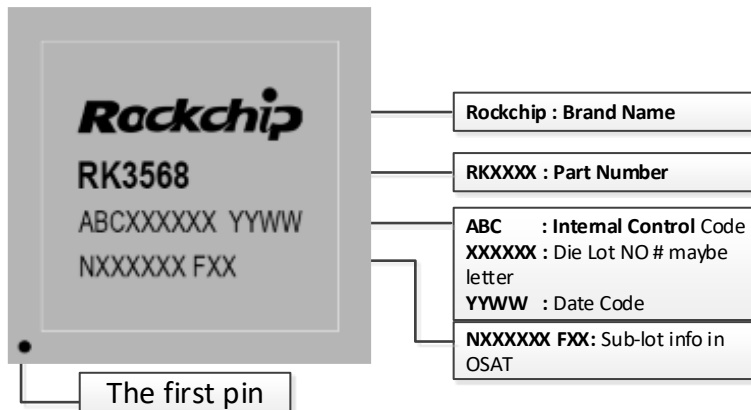 Rockchip
RK3568
ABCXXXXXX YYWW
NXXXXXX FXX
Rockchip : Brand Name
RKXXXX : Part Number
ABC : Internal Control Code
XXXXXX : Die Lot NO # maybe
letter
YYWW : Date Code
NXXXXXX FXX: Sub-lot info in
OSAT
The first pin